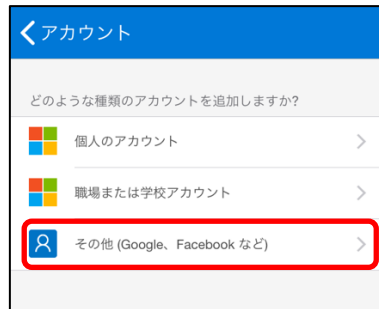 アカウント
どのような種類のアカウントを追加しますか?
個人のアカウント
職場または学校アカウント
その他 (Google、Facebook など)